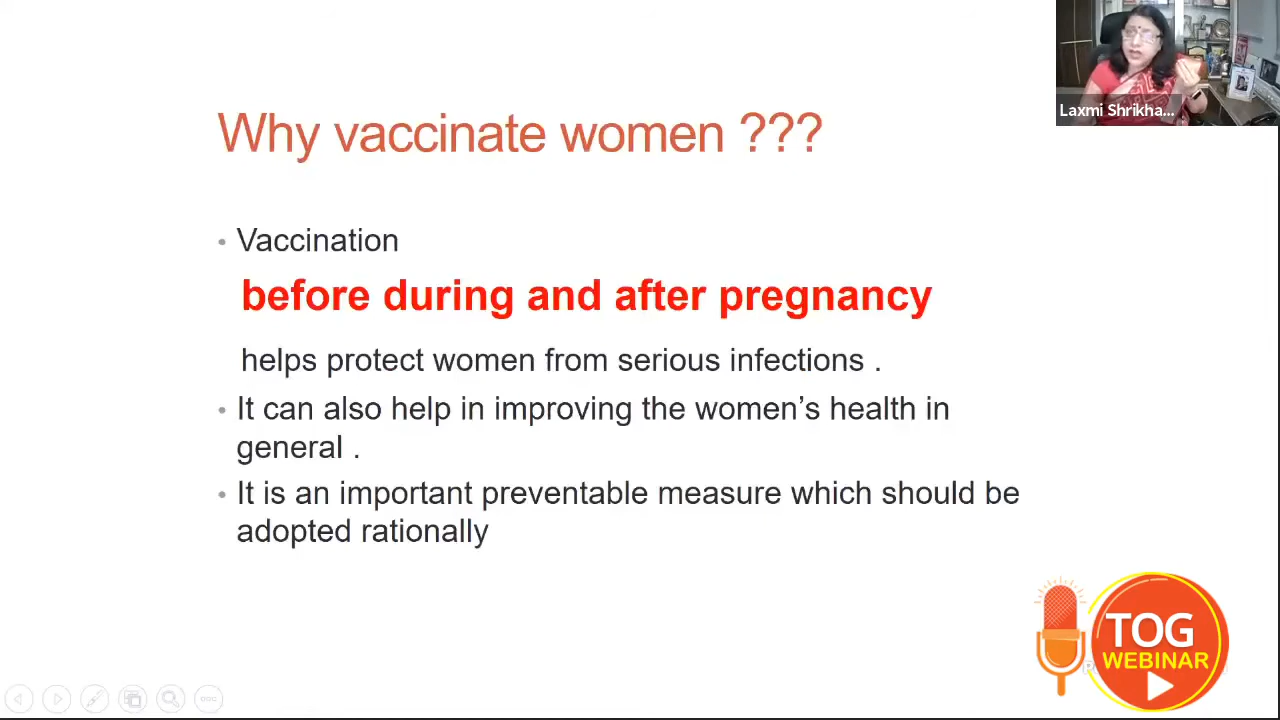 Laxmi Shrikha...
Why vaccinate women ???
• Vaccination
before during and after pregnancy
helps protect women from serious infections .
• It can also help in improving the women’s health in
general .
• It is an important preventable measure which should be
adopted rationally
TOG
WEBINAR